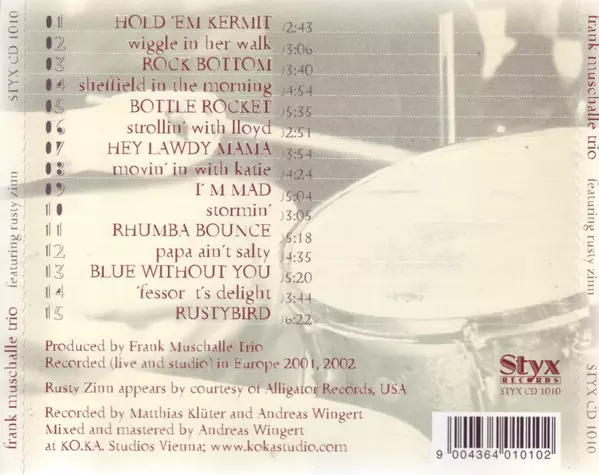 01 HOLD 'EM KERMIT 2:43
02 wiggle in her walk 3:06
03 ROCK BOTTOM 3:40
04 sheffield in the morning 4:54
05 BOTTLE ROCKET 5:35
06 strollin' with lloyd 2:51
07 HEY LAWDY MAMA 3:54
08 movin' in with katie 4:24
09 I'M MAD 5:04
10 stormin' 3:05
11 RHUMBA BOUNCE 5:18
12 papa ain't salty 4:35
13 BLUE WITHOUT YOU 5:20
14 'fessor t's delight 3:44
15 RUSTYBIRD 6:22
Produced by Frank Muschalle Trio
Recorded (live and studio) in Europe 2001, 2002
Rusty Zinn appears by courtesy of Alligator Records, USA
Recorded by Matthias Klüter and Andreas Wingert
Mixed and mastered by Andreas Wingert
at KO.KA. Studios Vienna; www.kokastudio.com
Styx
RECORDS
STYX CD 1010
9 004364 010102
frank muschalle trio featuring rusty zinn STYX CD 1010
frank muschalle trio featuring rusty zinn STYX CD 1010